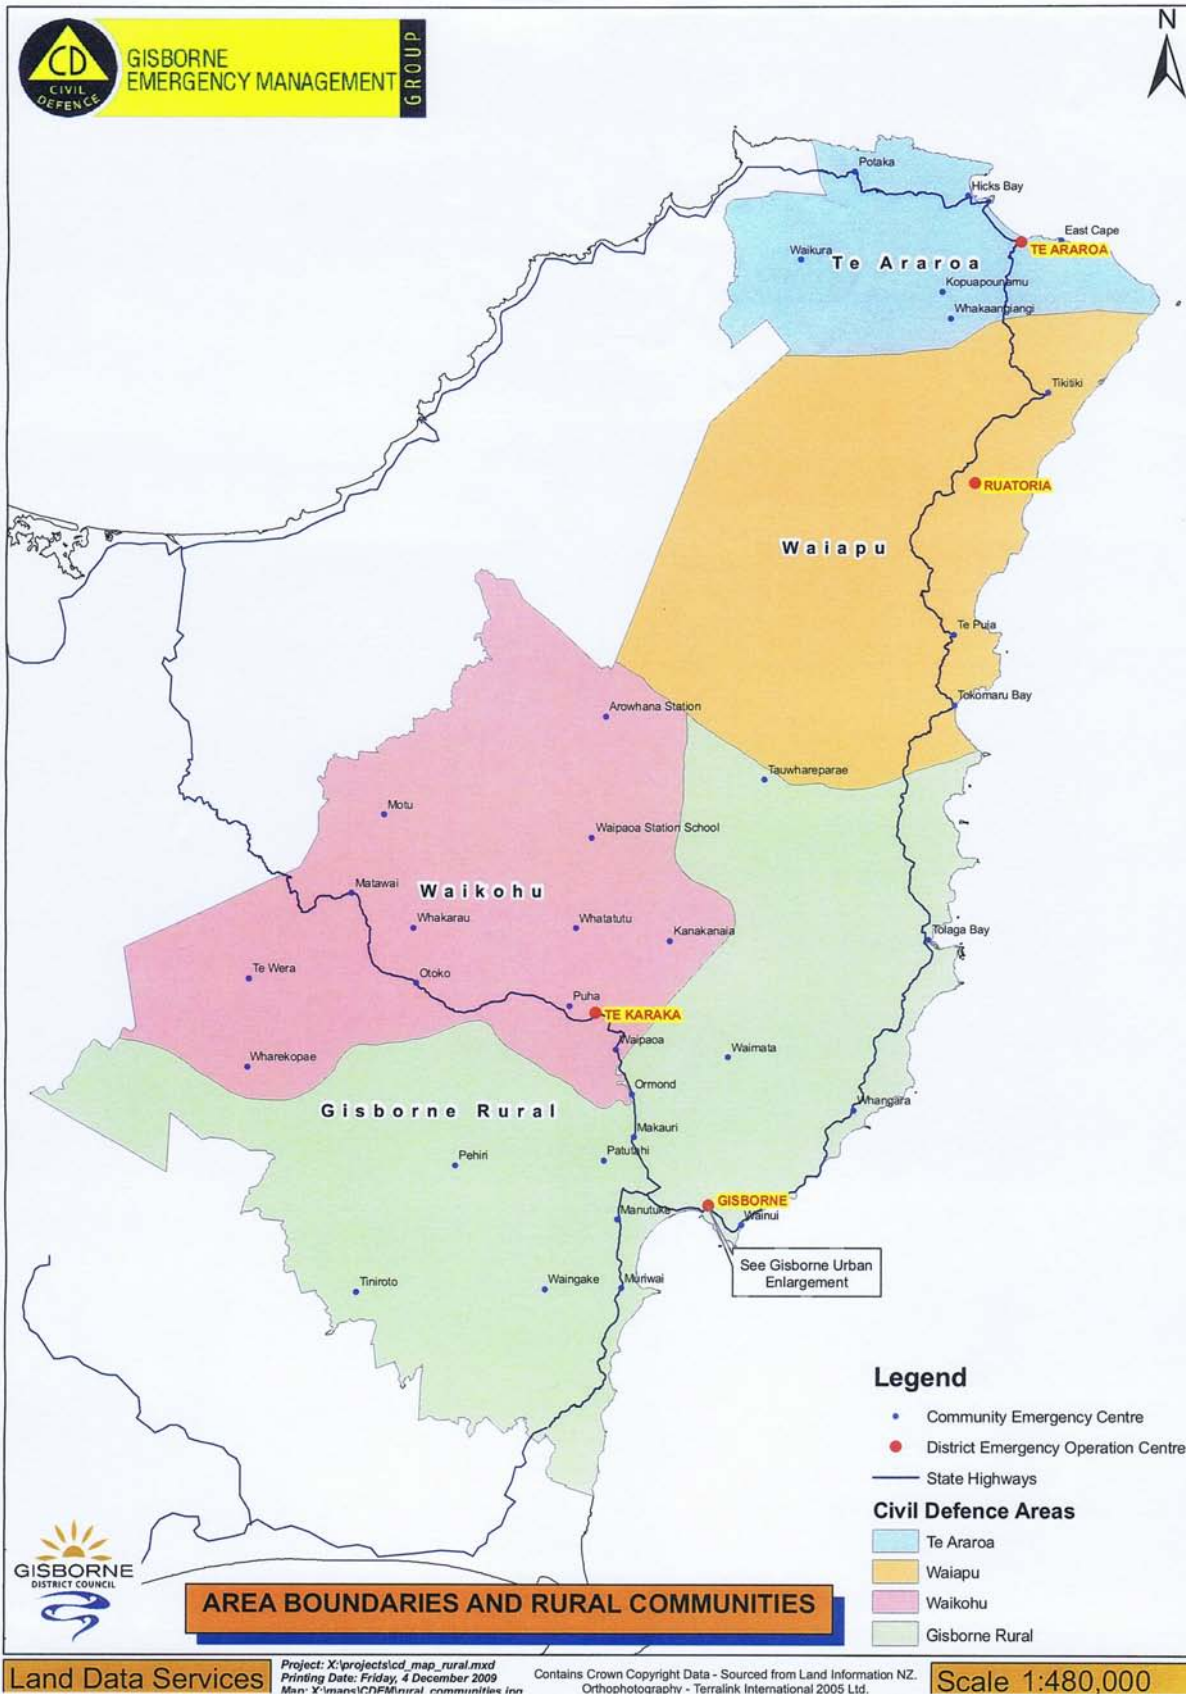 CD
CIVIL
DEFENCE
GISBORNE
EMERGENCY MANAGEMENT
GROUP
N
Potaka
Hicks Bay
East Cape
TE ARAROA
Waikura
Te Araroa
Kopuapounamu
Whakaangiangi
Tikitiki
RUATORIA
Waiapu
Te Puia
Tokomaru Bay
Arowhana Station
Tauwhareparae
Motu
Waipaoa Station School
Matawai
Waikohu
Whakarau
Whatatutu
Kanakanaia
Tolaga Bay
Te Wera
Otoko
Puha
TE KARAKA
Waipaoa
Waimata
Wharekopae
Ormond
Gisborne Rural
Whangara
Makauri
Pehiri
Patutahi
GISBORNE
Manutuke
Wainui
See Gisborne Urban
Enlargement
Tiniroto
Waingake
Muriwai
Legend
Community Emergency Centre
District Emergency Operation Centre
State Highways
Civil Defence Areas
Te Araroa
Waiapu
Waikohu
Gisborne Rural
GISBORNE
DISTRICT COUNCIL
AREA BOUNDARIES AND RURAL COMMUNITIES
Land Data Services
Project: X:\projects\cd_map_rural.mxd
Printing Date: Friday, 4 December 2009
Map: X:\maps\CDEM\rural_communities.jpg
Contains Crown Copyright Data - Sourced from Land Information NZ.
Orthophotography - Terralink International 2005 Ltd.
Scale 1:480,000